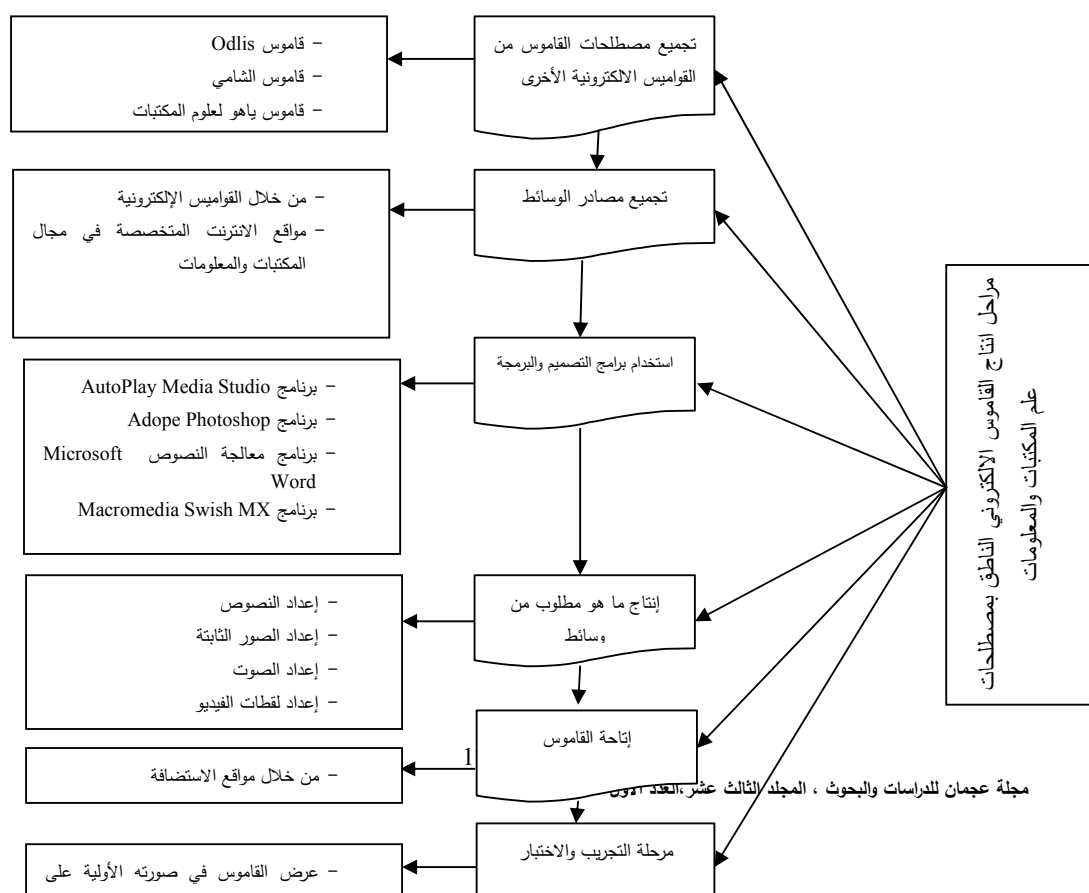 مراحل انتاج القاموس الالكتروني الناطق بمصطلحات
علم المكتبات والمعلومات
تجميع مصطلحات القاموس من
القواميس الالكترونية الأخرى
- قاموس Odlis
- قاموس الشامي
- قاموس ياهو لعلوم المكتبات
تجميع مصادر الوسائط
- من خلال القواميس الإلكترونية
- مواقع الانترنت المتخصصة في مجال
المكتبات والمعلومات
استخدام برامج التصميم والبرمجة
- برنامج AutoPlay Media Studio
- برنامج Adope Photoshop
- برنامج معالجة النصوص Microsoft
Word
- برنامج Macromedia Swish MX
إنتاج ما هو مطلوب من
وسائط
- إعداد النصوص
- إعداد الصور الثابتة
- إعداد الصوت
- إعداد لقطات الفيديو
إتاحة القاموس
1
- من خلال مواقع الاستضافة
مجلة عجمان للدراسات والبحوث ، المجلد الثالث عشر،العدد الأول
مرحلة التجريب والاختبار
- عرض القاموس في صورته الأولية على